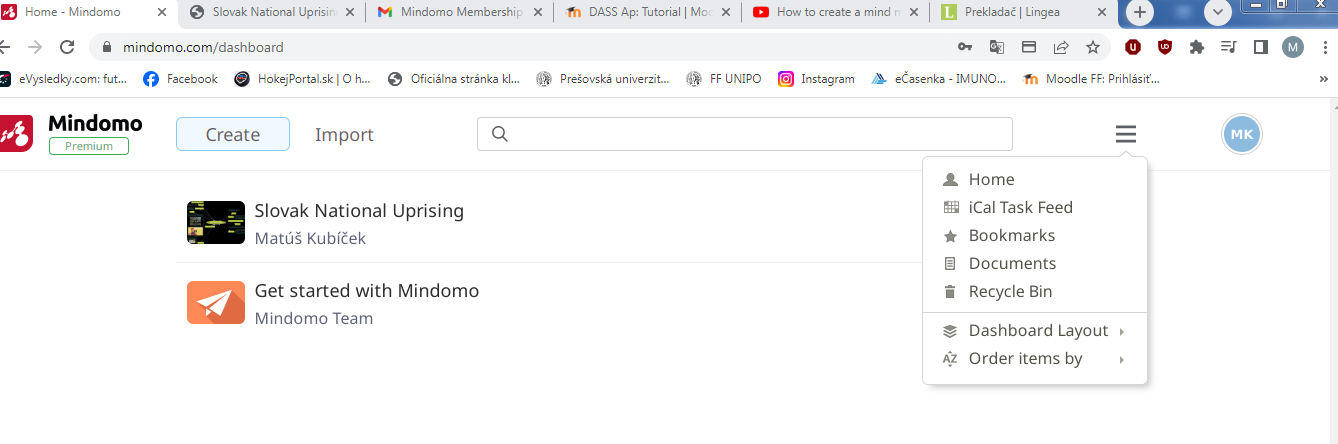 Home - Mindomo
Slovak National Uprisin
Mindomo Membership
DASS Ap: Tutorial | Moo
How to create a mind m
Prekladač | Lingea
mindomo.com/dashboard
M
eVysledky.com: fut...
Facebook
HokejPortal.sk | O h...
Oficiálna stránka kl...
Prešovská univerzit...
FF UNIPO
Instagram
eČasenka - IMUNO...
Moodle FF: Prihlásiť...
Mindomo
Premium
Create
Import
MK
Home
iCal Task Feed
Bookmarks
Documents
Recycle Bin
Dashboard Layout
AZ Order items by
Slovak National Uprising
Matúš Kubíček
Get started with Mindomo
Mindomo Team